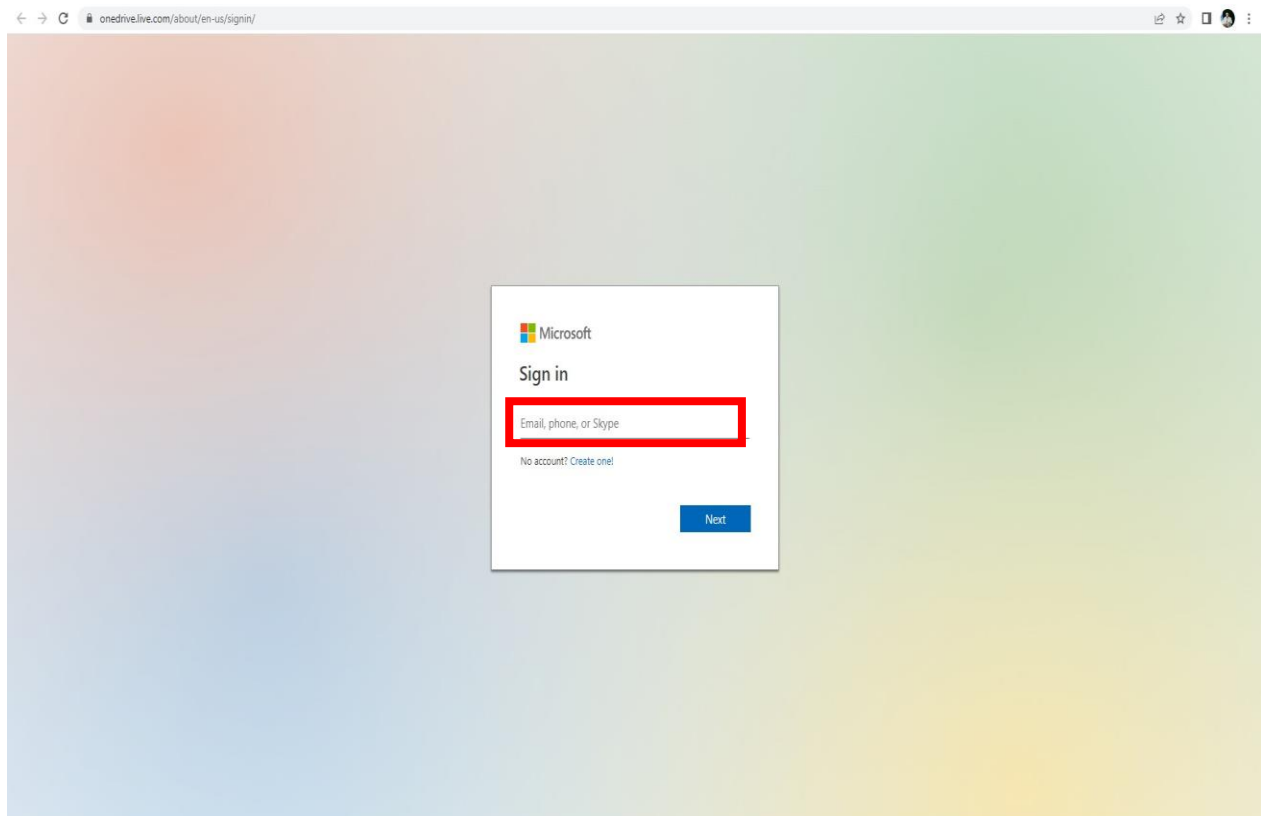 onedrive.live.com/about/en-us/signin/
Microsoft
Sign in
Email, phone, or Skype
No account? Create one!
Next